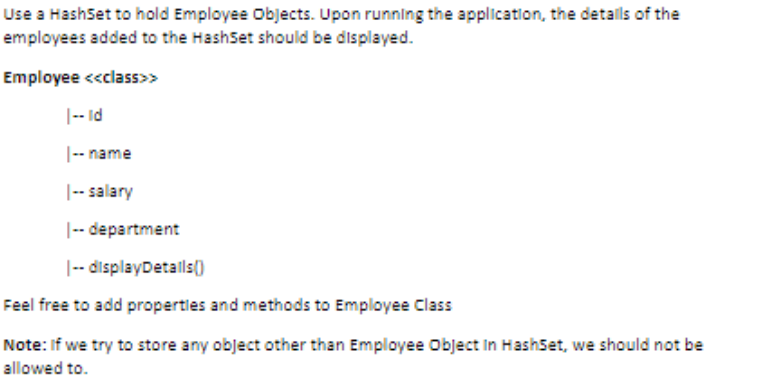 Use a HashSet to hold Employee Objects. Upon running the application, the details of the
employees added to the HashSet should be displayed.
Employee <<class>>
|-- Id
|-- name
|-- salary
|-- department
|-- displayDetails()
Feel free to add properties and methods to Employee Class
Note: If we try to store any object other than Employee Object in HashSet, we should not be
allowed to.